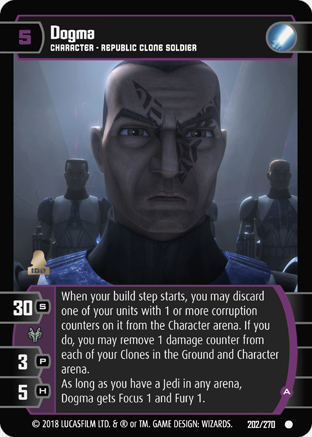 5
Dogma
CHARACTER - REPUBLIC CLONE SOLDIER
30 S
3 P
5 H
When your build step starts, you may discard
one of your units with 1 or more corruption
counters on it from the Character arena. If you
do, you may remove 1 damage counter from
each of your Clones in the Ground and Character
arena.
As long as you have a Jedi in any arena,
Dogma gets Focus 1 and Fury 1.
A
© 2018 LUCASFILM LTD. & ® or TM. GAME DESIGN: WIZARDS.
202/270